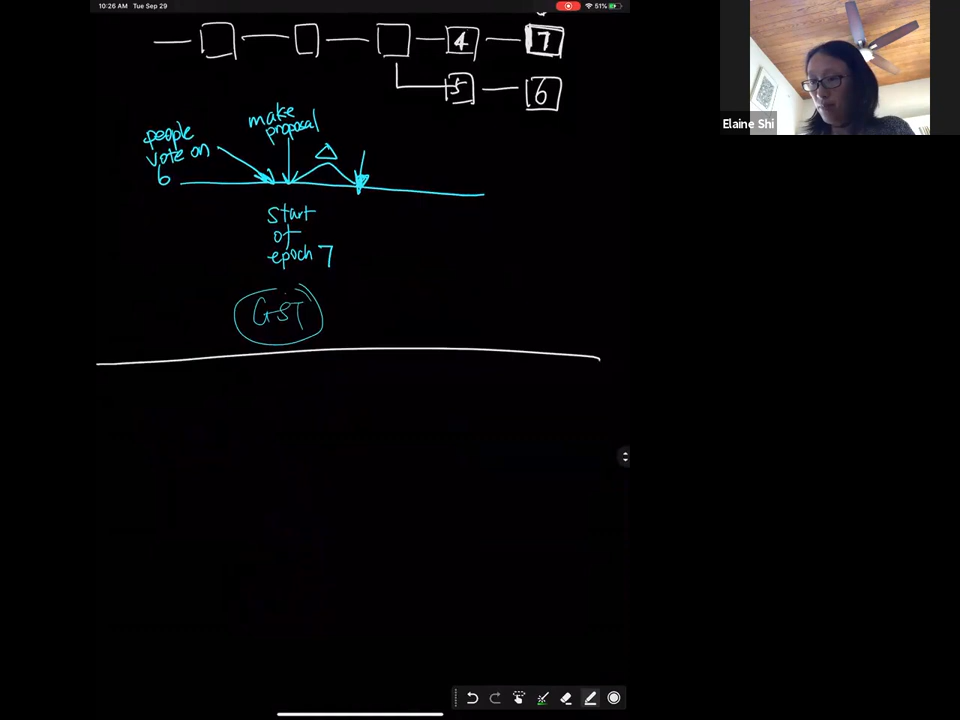 10:26 AM Tue Sep 29
51%
4
7
5
6
people
vote on
6
make
proposal
Δ
start
of
epoch 7
GST
Elaine Shi